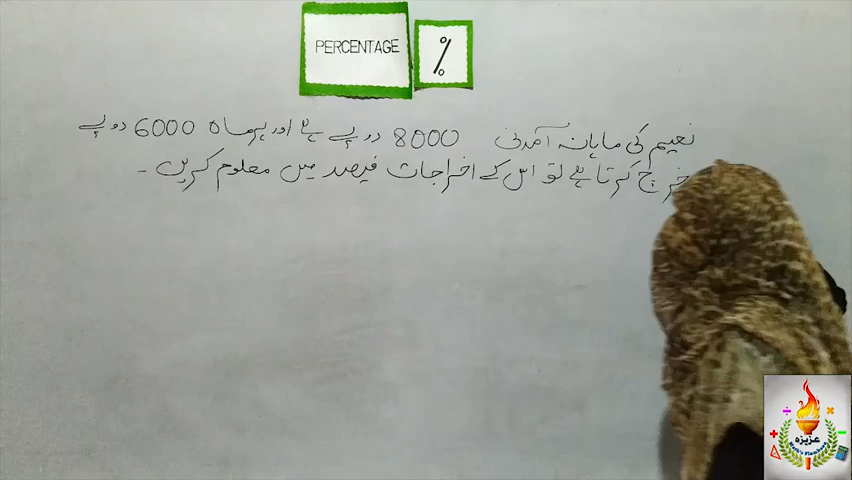 PERCENTAGE %
نعیم کی ماہانہ آمدنی 8000 روپے ہے اور ہر ماہ 6000 روپے
خرچ کرتا ہے تو اس کے اخراجات فیصد میں معلوم کریں ۔
عزیزہ